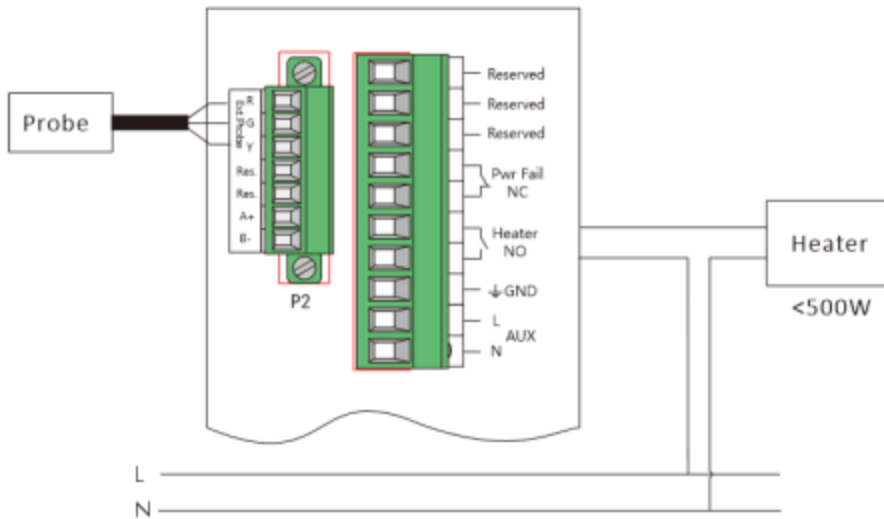 Probe
R
G
Y
Ext Probe
Res.
Res.
A+
B-
P2
Reserved
Reserved
Reserved
Pwr Fail
NC
Heater
NO
GND
L
AUX
N
Heater
<500W
L
N